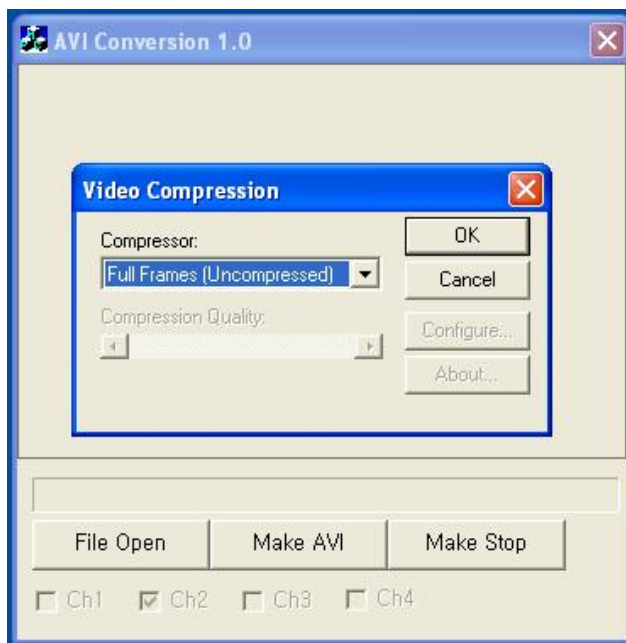 AVI Conversion 1.0
Video Compression
Compressor:
OK
Full Frames (Uncompressed)
Cancel
Compression Quality:
Configure...
About...
File Open Make AVI Make Stop
Ch1 Ch2 Ch3 Ch4